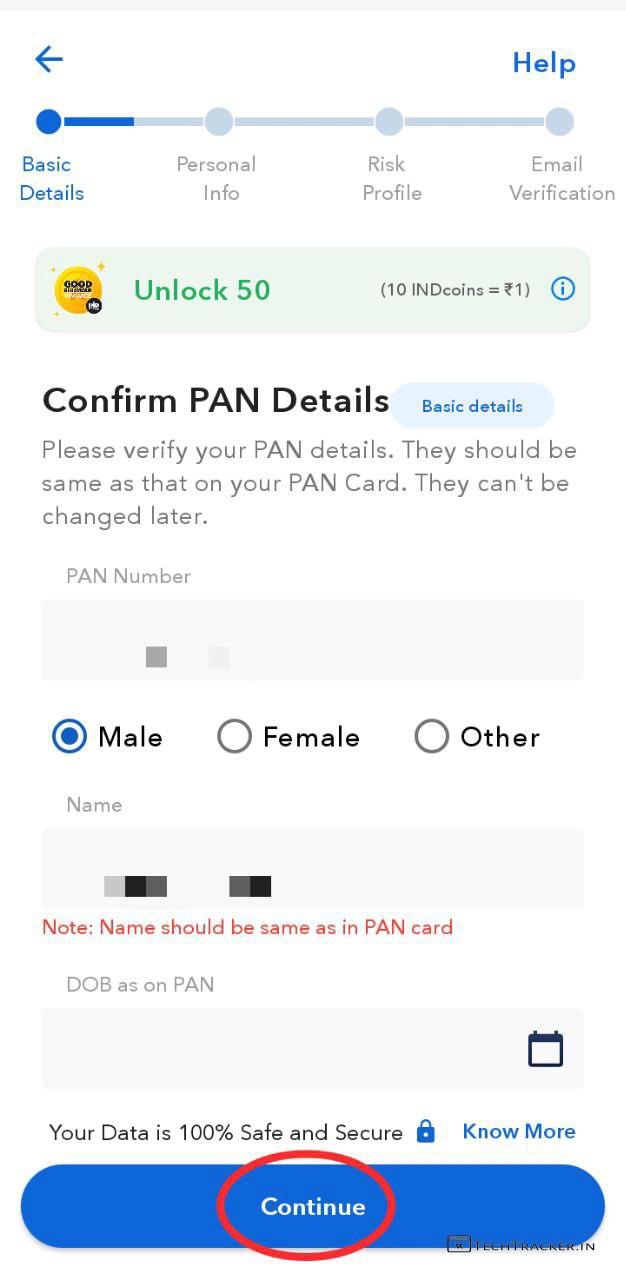 Help
Basic Details
Personal Info
Risk Profile
Email Verification
GOOD
Unlock 50
(10 INDcoins = ₹1)
Confirm PAN Details
Basic details
Please verify your PAN details. They should be
same as that on your PAN Card. They can't be
changed later.
PAN Number
Male
Female
Other
Name
Note: Name should be same as in PAN card
DOB as on PAN
Your Data is 100% Safe and Secure
Know More
Continue
TechTracker.in